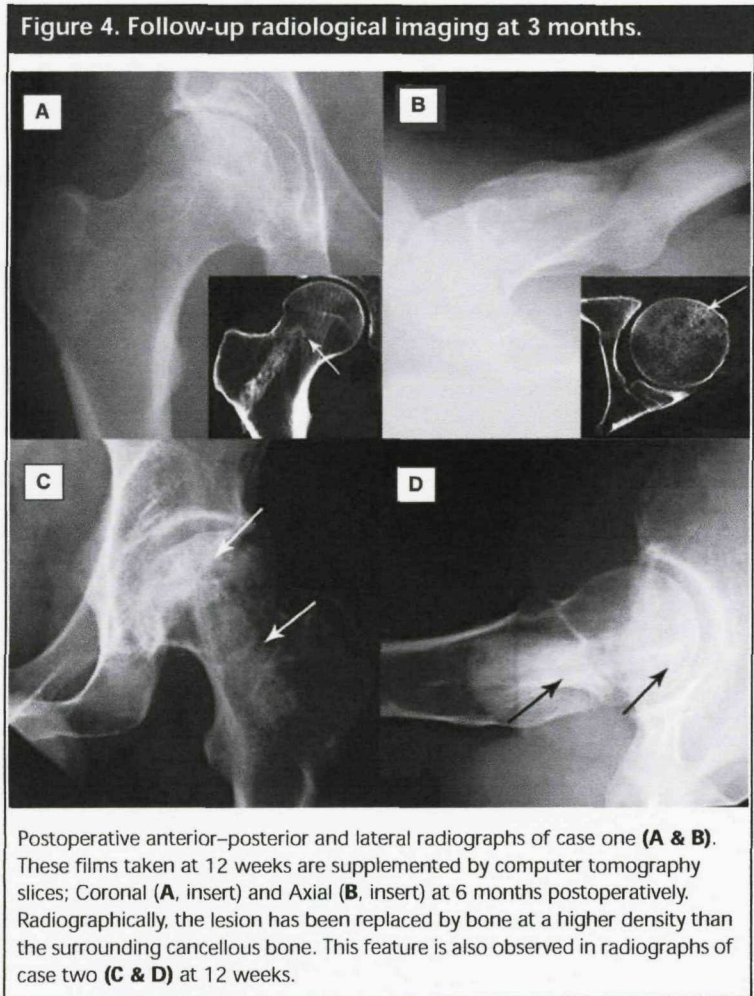 Figure 4. Follow-up radiological imaging at 3 months.
A
B
C
D
Postoperative anterior–posterior and lateral radiographs of case one (A & B).
These films taken at 12 weeks are supplemented by computer tomography
slices; Coronal (A, insert) and Axial (B, insert) at 6 months postoperatively.
Radiographically, the lesion has been replaced by bone at a higher density than
the surrounding cancellous bone. This feature is also observed in radiographs of
case two (C & D) at 12 weeks.